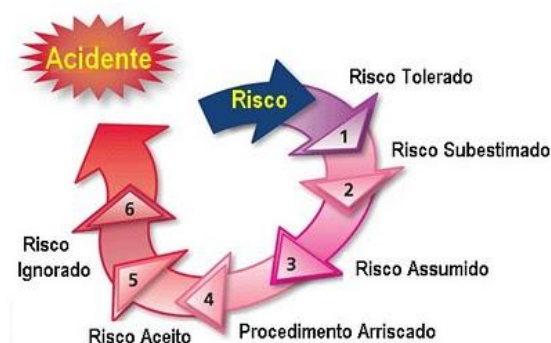 Acidente
Risco
Risco Tolerado
1
Risco Subestimado
2
Risco Assumido
3
Procedimento Arriscado
4
Risco Aceito
5
Risco
Ignorado
6